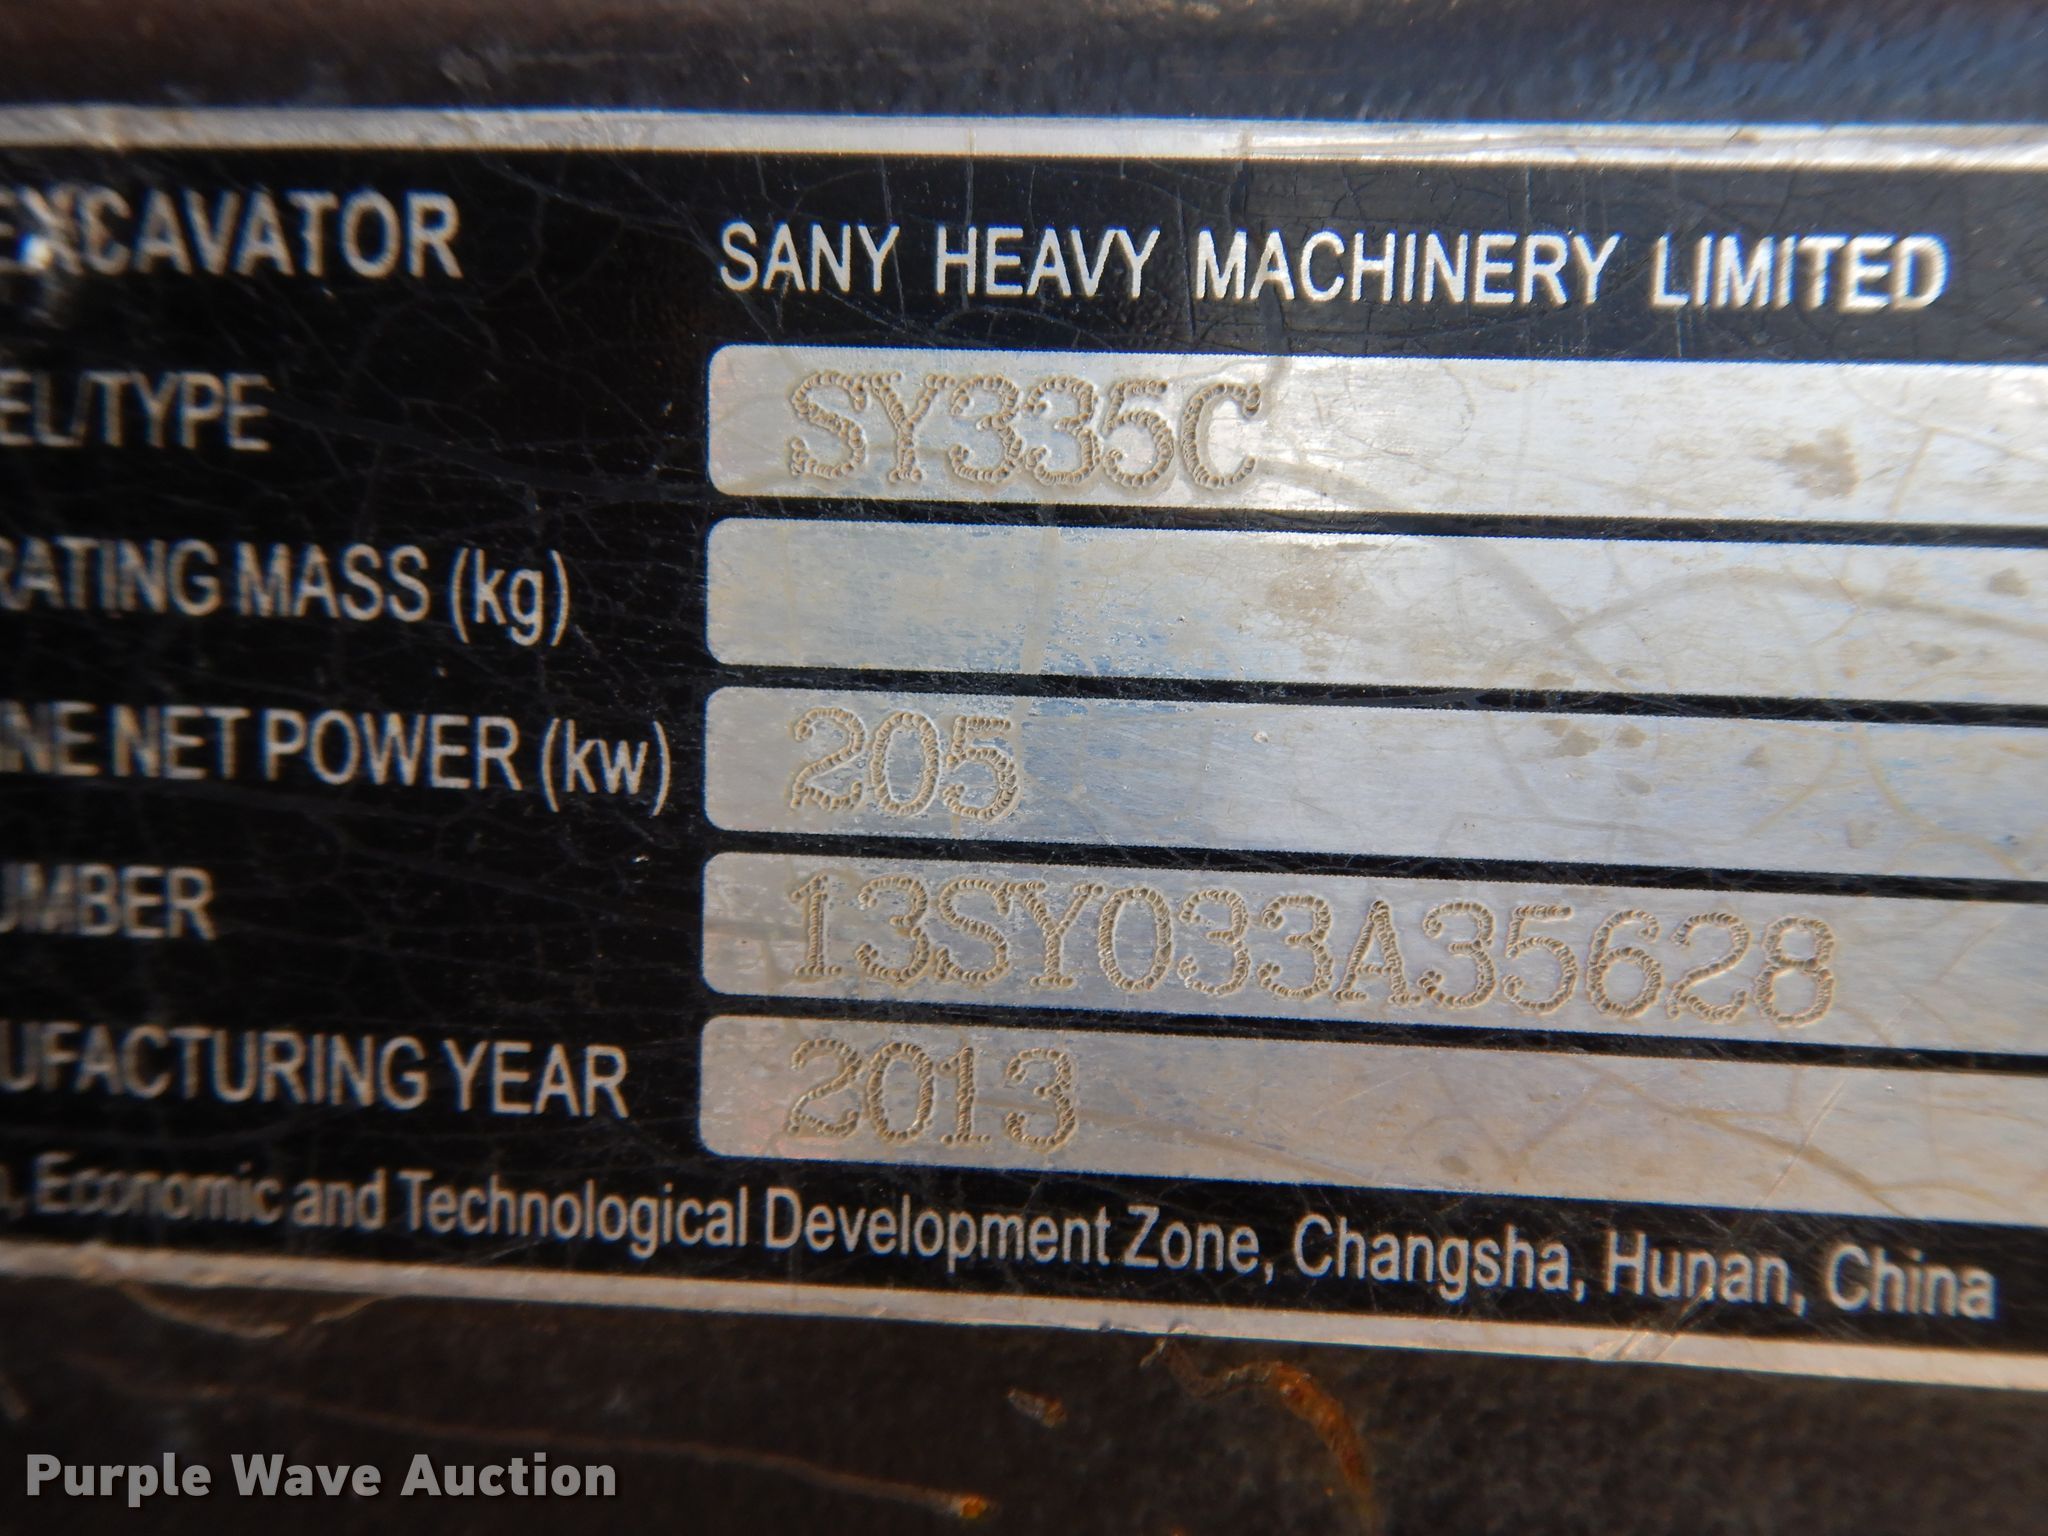 EXCAVATOR SANY HEAVY MACHINERY LIMITED
EL/TYPE SY335C
RATING MASS (kg)
INE NET POWER (kw) 205
UMBER 13SY033A35628
UFACTURING YEAR 2013
, Economic and Technological Development Zone, Changsha, Hunan, China
Purple Wave Auction